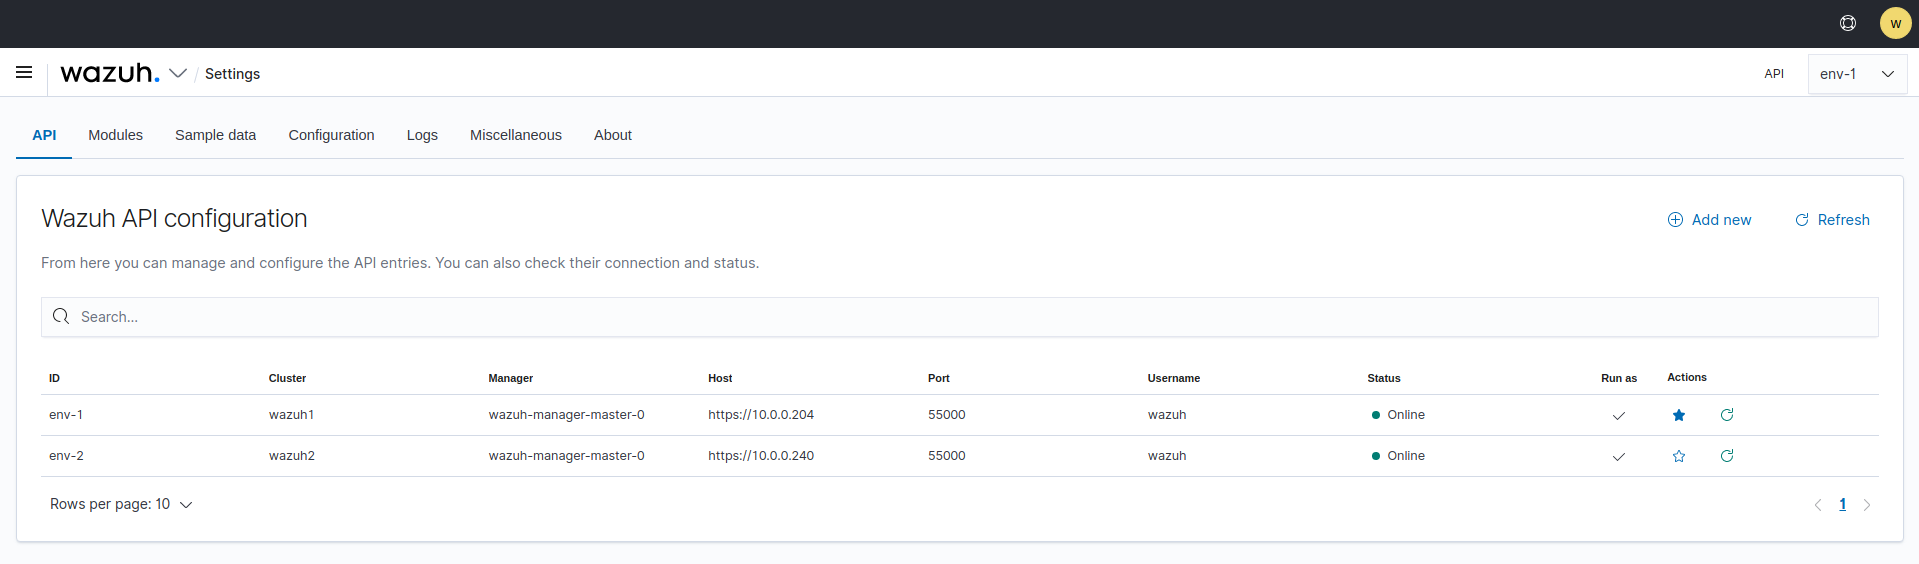 W
wazuh. / Settings API env-1
API Modules Sample data Configuration Logs Miscellaneous About
Wazuh API configuration Add new Refresh
From here you can manage and configure the API entries. You can also check their connection and status.
Search...
ID Cluster Manager Host Port Username Status Run as Actions
env-1 wazuh1 wazuh-manager-master-0 https://10.0.0.204 55000 wazuh Online
env-2 wazuh2 wazuh-manager-master-0 https://10.0.0.240 55000 wazuh Online
Rows per page: 10 1